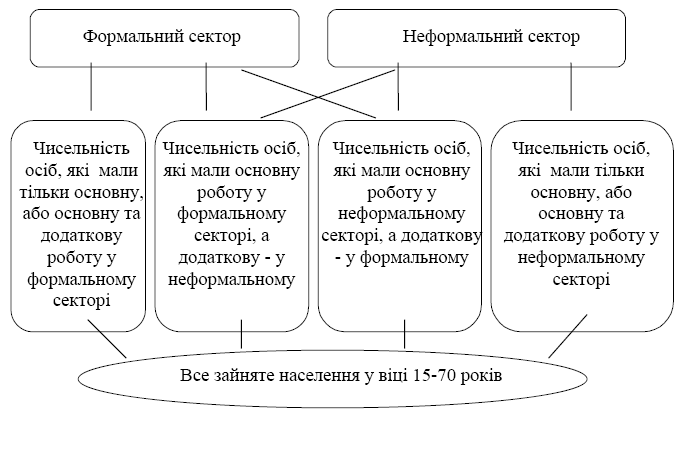 Формальний сектор
Неформальний сектор
Чисельність
осіб, які мали
тільки основну,
або основну та
додаткову
роботу у
формальному
секторі
Чисельність осіб,
які мали основну
роботу у
формальному
секторі, а
додаткову - у
неформальному
Чисельність осіб,
які мали основну
роботу у
неформальному
секторі, а додаткову
- у формальному
Чисельність осіб,
які мали тільки
основну, або
основну та
додаткову роботу у
неформальному
секторі
Все зайняте населення у віці 15-70 років